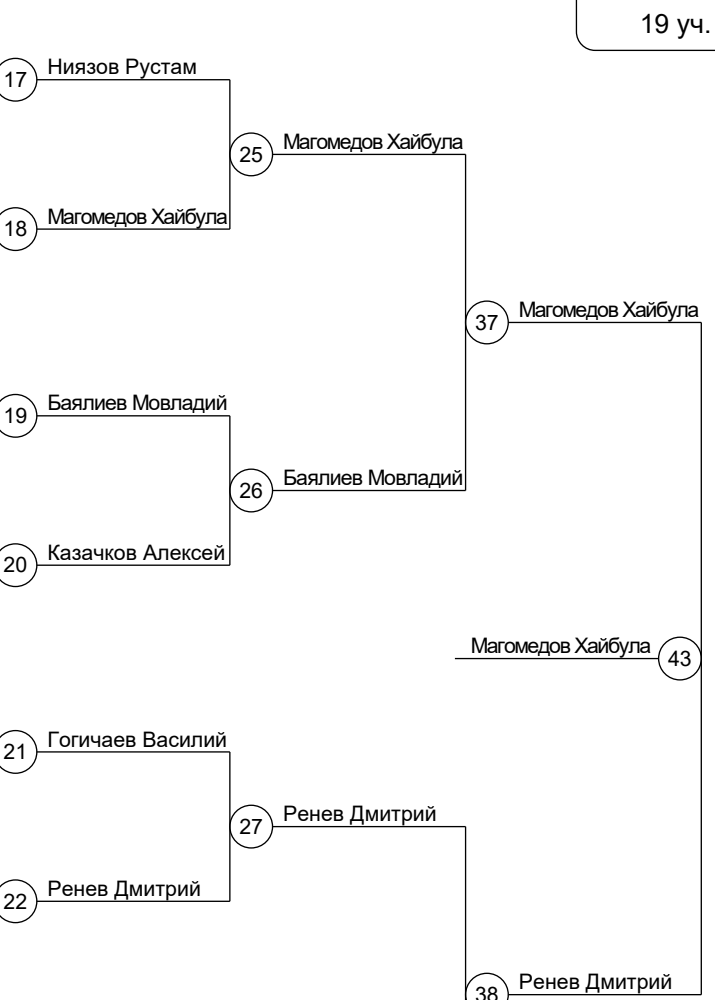 19 уч.
17 Ниязов Рустам
25 Магомедов Хайбула
18 Магомедов Хайбула
37 Магомедов Хайбула
19 Баялиев Мовладий
26 Баялиев Мовладий
20 Казачков Алексей
Магомедов Хайбула 43
21 Гогичаев Василий
27 Ренев Дмитрий
22 Ренев Дмитрий
38 Ренев Дмитрий